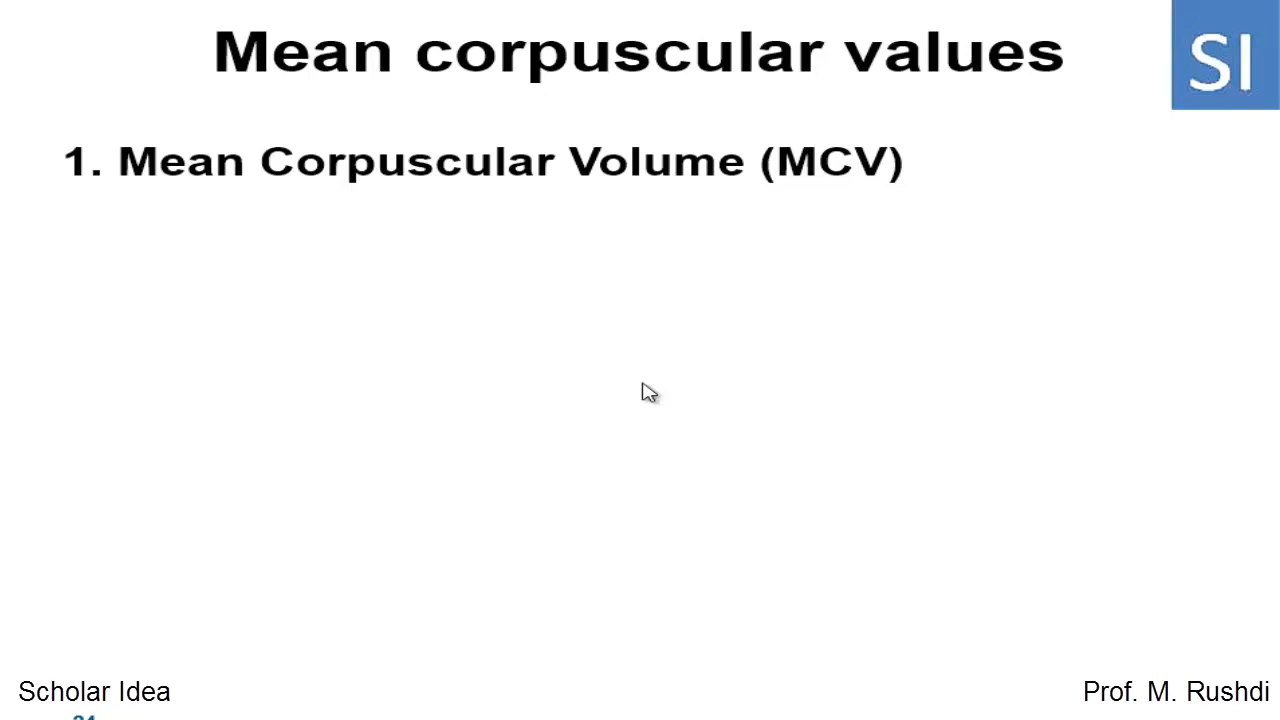 Mean corpuscular values
SI
1. Mean Corpuscular Volume (MCV)
Scholar Idea
Prof. M. Rushdi